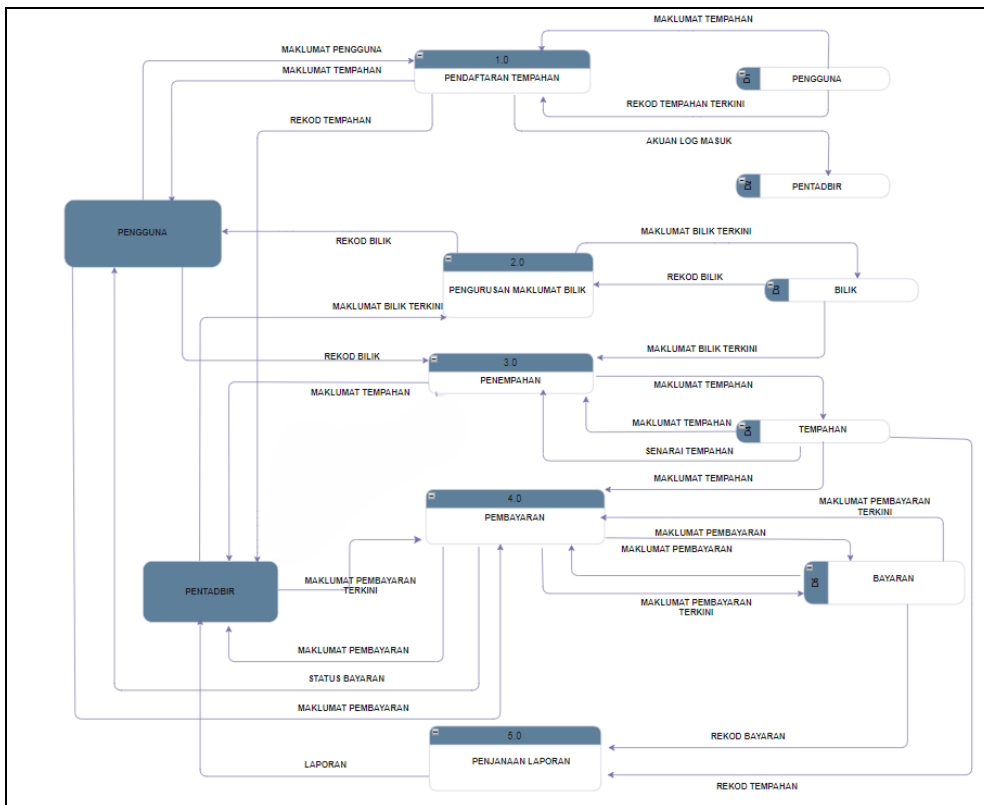 MAKLUMAT TEMPAHAN
MAKLUMAT PENGGUNA
1.0
PENDAFTARAN TEMPAHAN
MAKLUMAT TEMPAHAN
D1
PENGGUNA
REKOD TEMPAHAN TERKINI
REKOD TEMPAHAN
AKUAN LOG MASUK
D2
PENTADBIR
PENGGUNA
MAKLUMAT BILIK TERKINI
REKOD BILIK
2.0
PENGURUSAN MAKLUMAT BILIK
REKOD BILIK
D3
BILIK
MAKLUMAT BILIK TERKINI
MAKLUMAT BILIK TERKINI
REKOD BILIK
3.0
PENEMPAHAN
MAKLUMAT TEMPAHAN
MAKLUMAT TEMPAHAN
MAKLUMAT TEMPAHAN
D4
TEMPAHAN
SENARAI TEMPAHAN
MAKLUMAT TEMPAHAN
4.0
PEMBAYARAN
MAKLUMAT PEMBAYARAN
TERKINI
MAKLUMAT PEMBAYARAN
MAKLUMAT PEMBAYARAN
BAYARAN
PENTADBIR
MAKLUMAT PEMBAYARAN
TERKINI
MAKLUMAT PEMBAYARAN
TERKINI
MAKLUMAT PEMBAYARAN
STATUS BAYARAN
MAKLUMAT PEMBAYARAN
5.0
PENJANAAN LAPORAN
REKOD BAYARAN
LAPORAN
REKOD TEMPAHAN